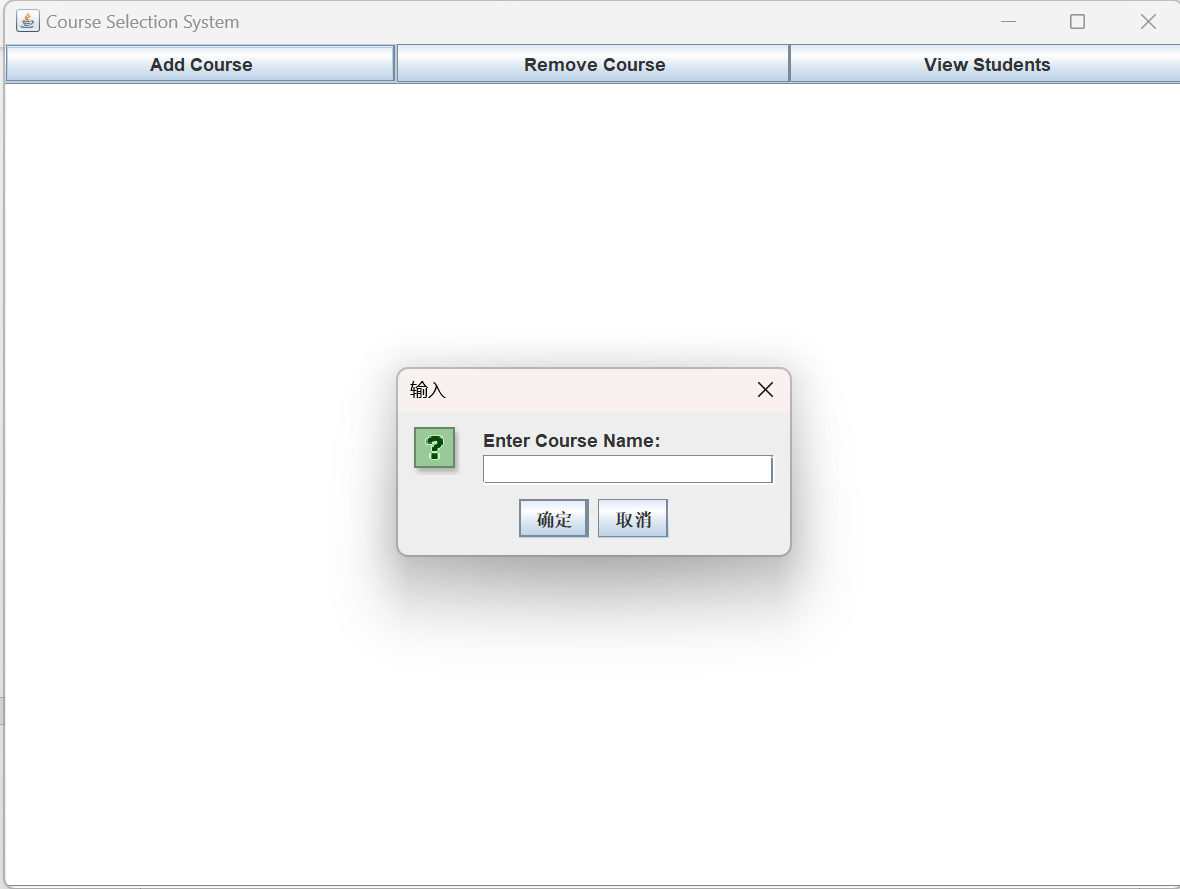 Course Selection System
Add Course Remove Course View Students
输入
?
Enter Course Name:
确定 取消